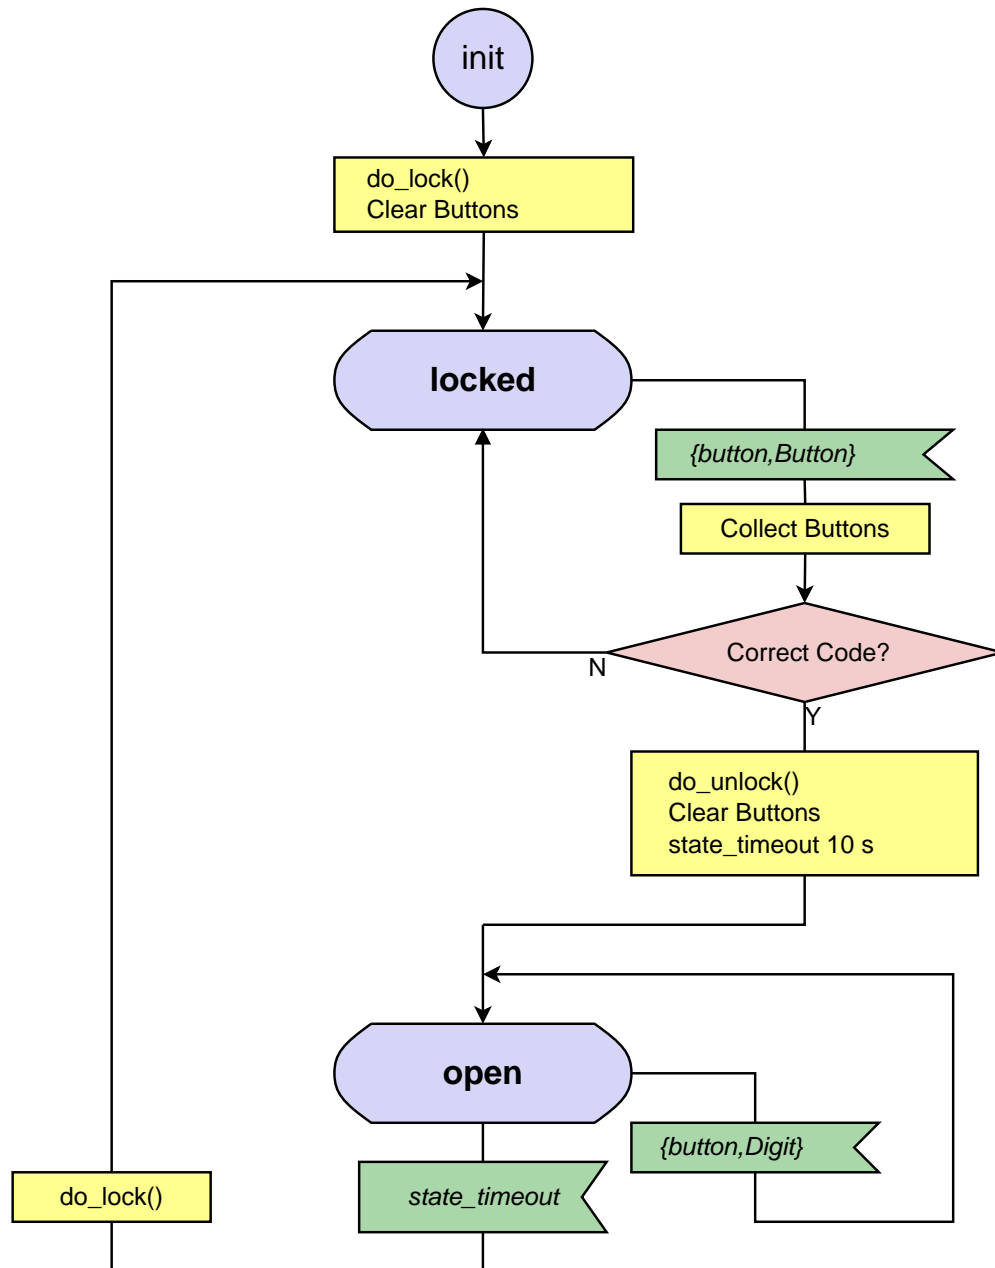 init
do_lock()
Clear Buttons
locked
{button,Button}
Collect Buttons
Correct Code?
N
Y
do_unlock()
Clear Buttons
state_timeout 10 s
open
{button,Digit}
state_timeout
do_lock()